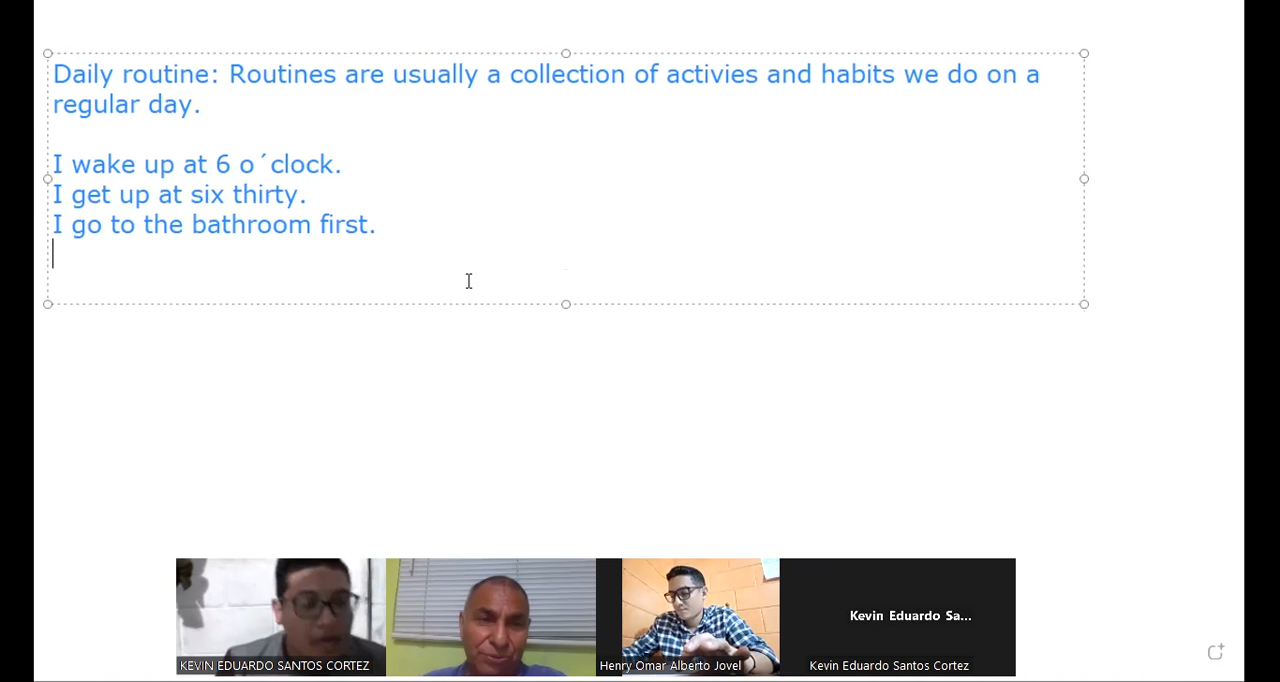 Daily routine: Routines are usually a collection of activies and habits we do on a
regular day.
I wake up at 6 o´clock.
I get up at six thirty.
I go to the bathroom first.
Kevin Eduardo Sa...
KEVIN EDUARDO SANTOS CORTEZ
Henry Omar Alberto Jovel
Kevin Eduardo Santos Cortez